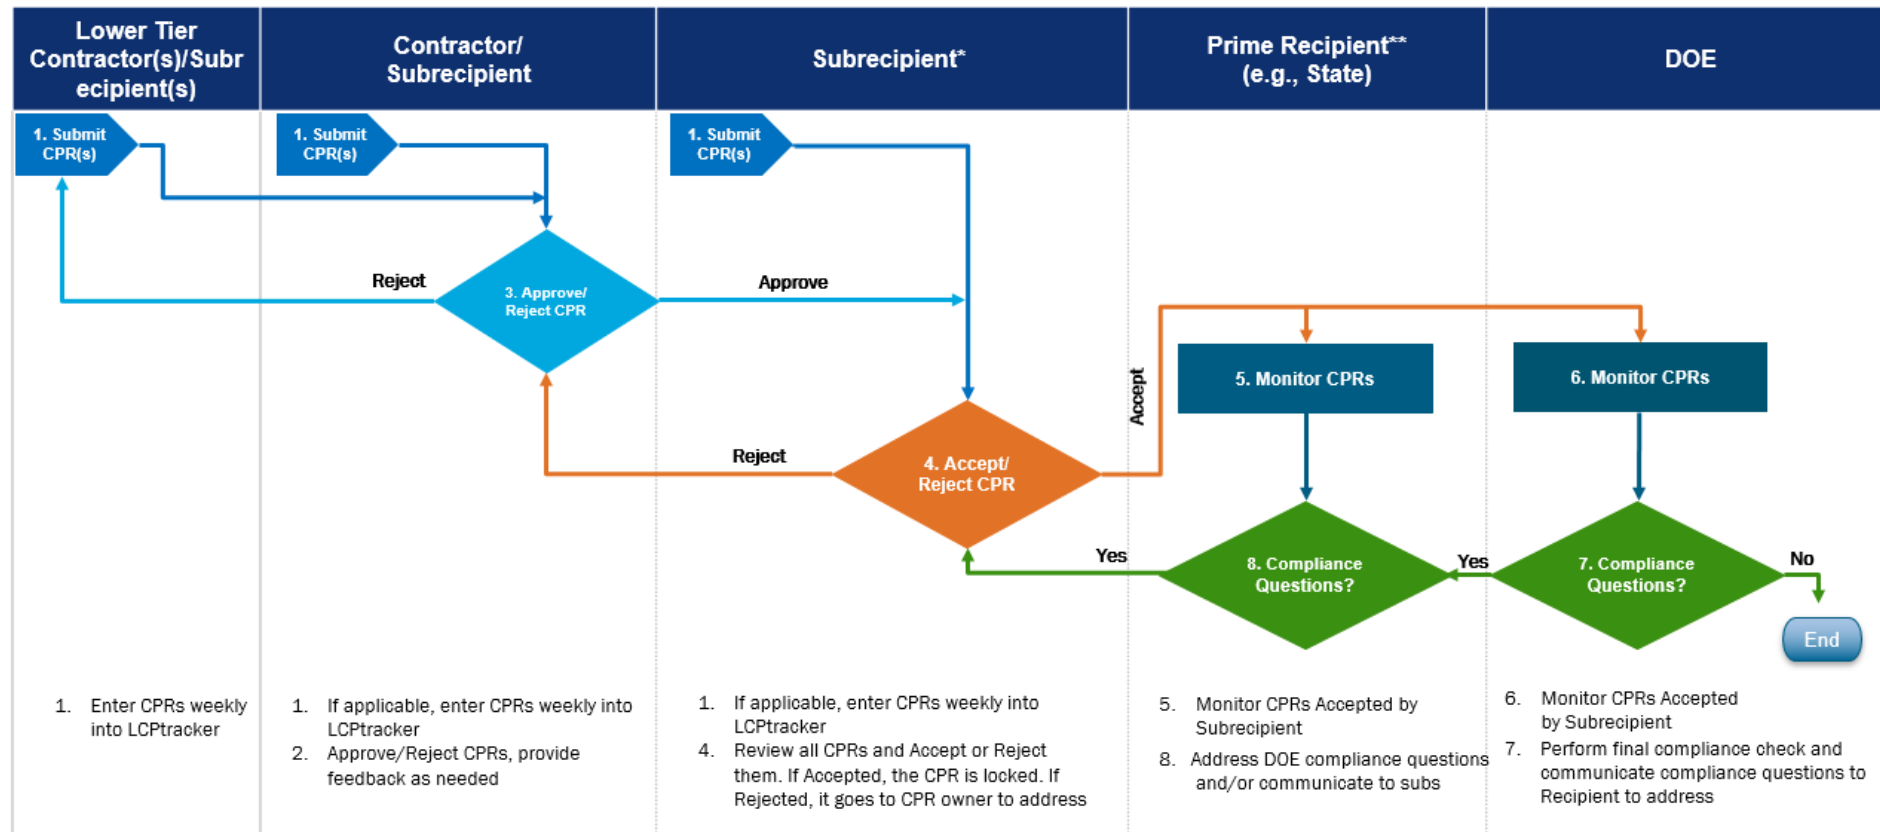 Lower Tier
Contractor(s)/Subr
ecipient(s)
Contractor/
Subrecipient
Subrecipient*
Prime Recipient**
(e.g., State)
DOE
1. Submit
CPR(s)
1. Submit
CPR(s)
1. Submit
CPR(s)
Reject
3. Approve/
Reject CPR
Approve
Accept
5. Monitor CPRs
6. Monitor CPRs
Reject
4. Accept/
Reject CPR
Yes
8. Compliance
Questions?
Yes
7. Compliance
Questions?
No
End
1. Enter CPRs weekly
into LCPtracker
1. If applicable, enter CPRs weekly into
LCPtracker
2. Approve/Reject CPRs, provide
feedback as needed
1. If applicable, enter CPRs weekly into
LCPtracker
4. Review all CPRs and Accept or Reject
them. If Accepted, the CPR is locked. If
Rejected, it goes to CPR owner to address
5. Monitor CPRs Accepted by
Subrecipient
8. Address DOE compliance questions
and/or communicate to subs
6. Monitor CPRs Accepted
by Subrecipient
7. Perform final compliance check and
communicate compliance questions to
Recipient to address